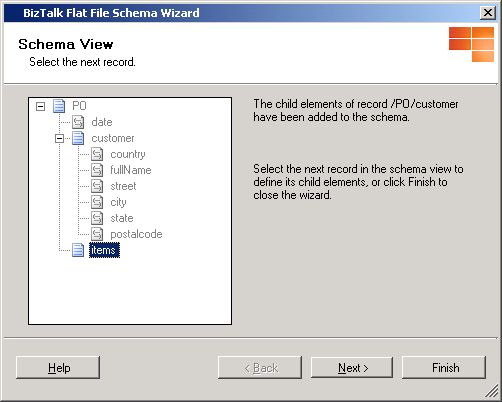 BizTalk Flat File Schema Wizard
Schema View
Select the next record.
PO
date
customer
country
fullName
street
city
state
postalcode
items
The child elements of record /PO/customer
have been added to the schema.
Select the next record in the schema view to
define its child elements, or click Finish to
close the wizard.
Help
< Back
Next >
Finish